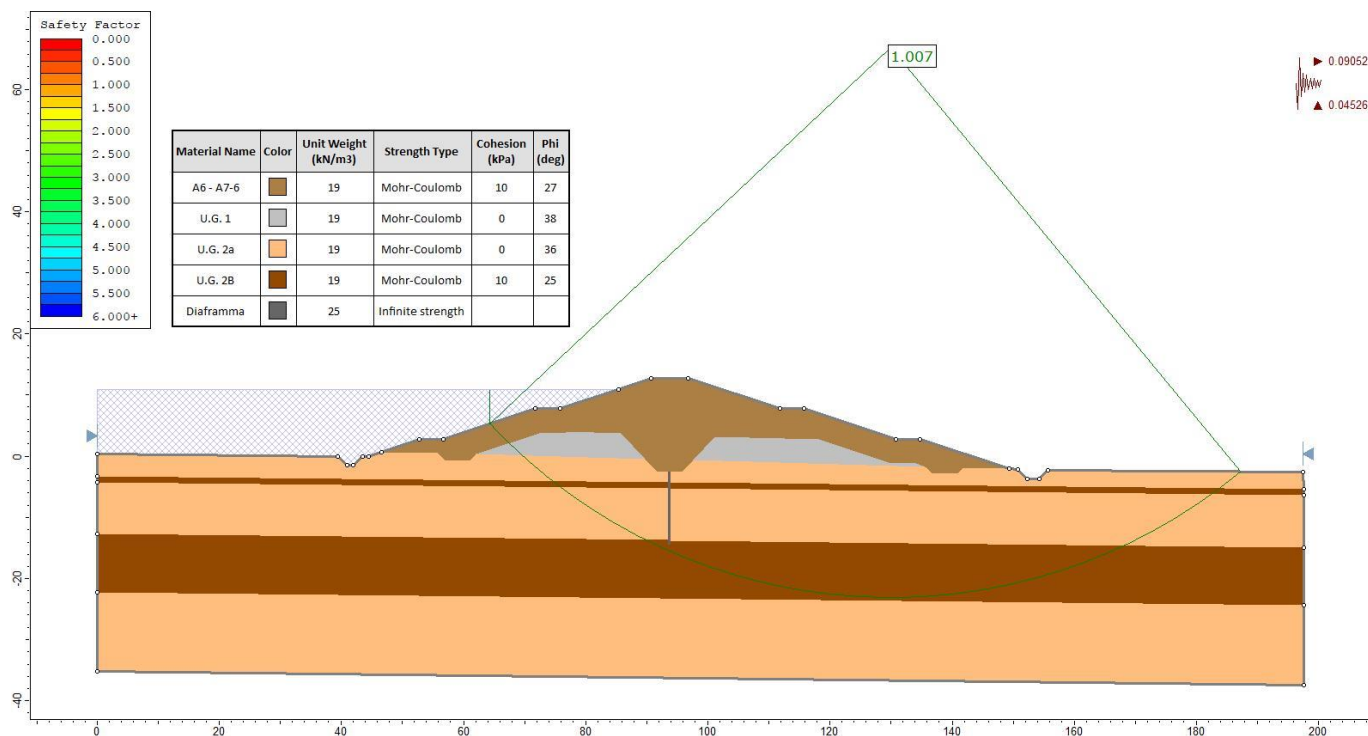 Safety Factor
0.000
0.500
1.000
1.500
2.000
2.500
3.000
3.500
4.000
4.500
5.000
5.500
6.000+
Material Name Color Unit Weight (kN/m3) Strength Type Cohesion (kPa) Phi (deg)
A6 - A7-6 19 Mohr-Coulomb 10 27
U.G. 1 19 Mohr-Coulomb 0 38
U.G. 2a 19 Mohr-Coulomb 0 36
U.G. 2B 19 Mohr-Coulomb 10 25
Diaframma 25 Infinite strength
1.007
0.09052
0.04526
60
40
20
0
-20
-40
0 20 40 60 80 100 120 140 160 180 200